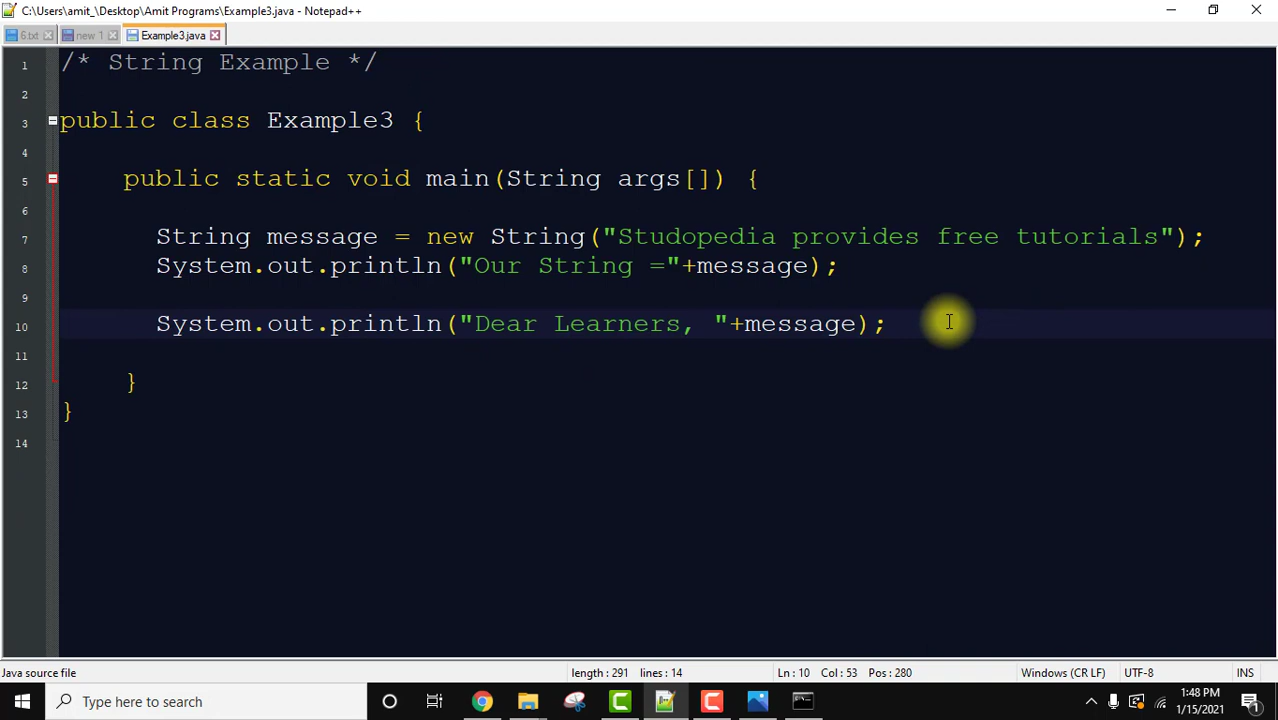 C:\Users\amit_\Desktop\Amit Programs\Example3.java - Notepad++
6.txt new 1 Example3.java
1 /* String Example */
2
3 public class Example3 {
4
5 public static void main(String args[]) {
6
7 String message = new String("Studopedia provides free tutorials");
8 System.out.println("Our String ="+message);
9
10 System.out.println("Dear Learners, "+message);
11
12 }
13 }
14
Java source file length : 291 lines : 14 Ln : 10 Col : 53 Pos : 280 Windows (CR LF) UTF-8 INS
Type here to search
1:48 PM
1/15/2021
1